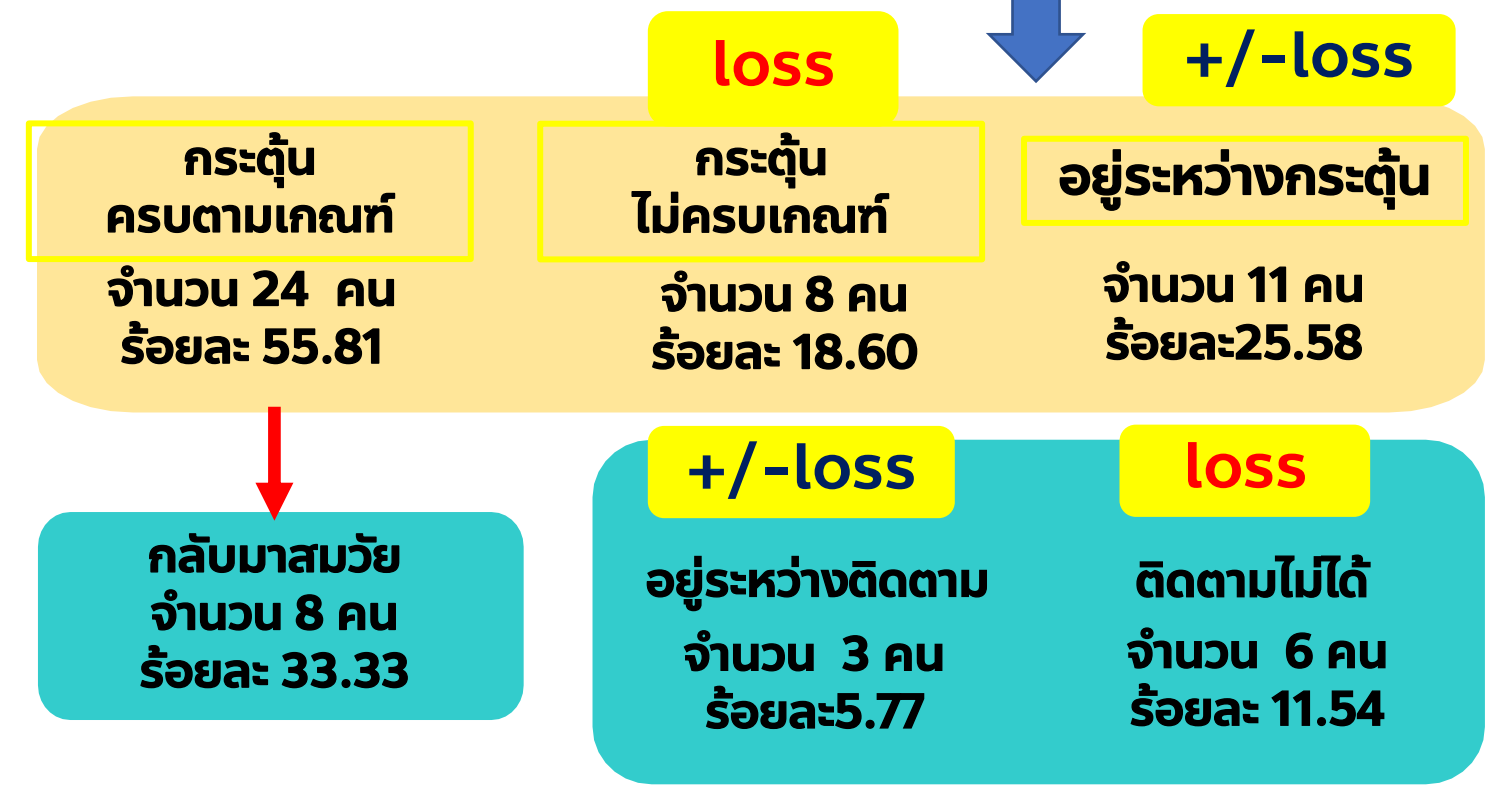 loss
+/-loss
กระตุ้น
ครบตามเกณฑ์
จำนวน 24 คน
ร้อยละ 55.81
กระตุ้น
ไม่ครบเกณฑ์
จำนวน 8 คน
ร้อยละ 18.60
อยู่ระหว่างกระตุ้น
จำนวน 11 คน
ร้อยละ25.58
กลับมาสมวัย
จำนวน 8 คน
ร้อยละ 33.33
+/-loss
อยู่ระหว่างติดตาม
จำนวน 3 คน
ร้อยละ5.77
loss
ติดตามไม่ได้
จำนวน 6 คน
ร้อยละ 11.54